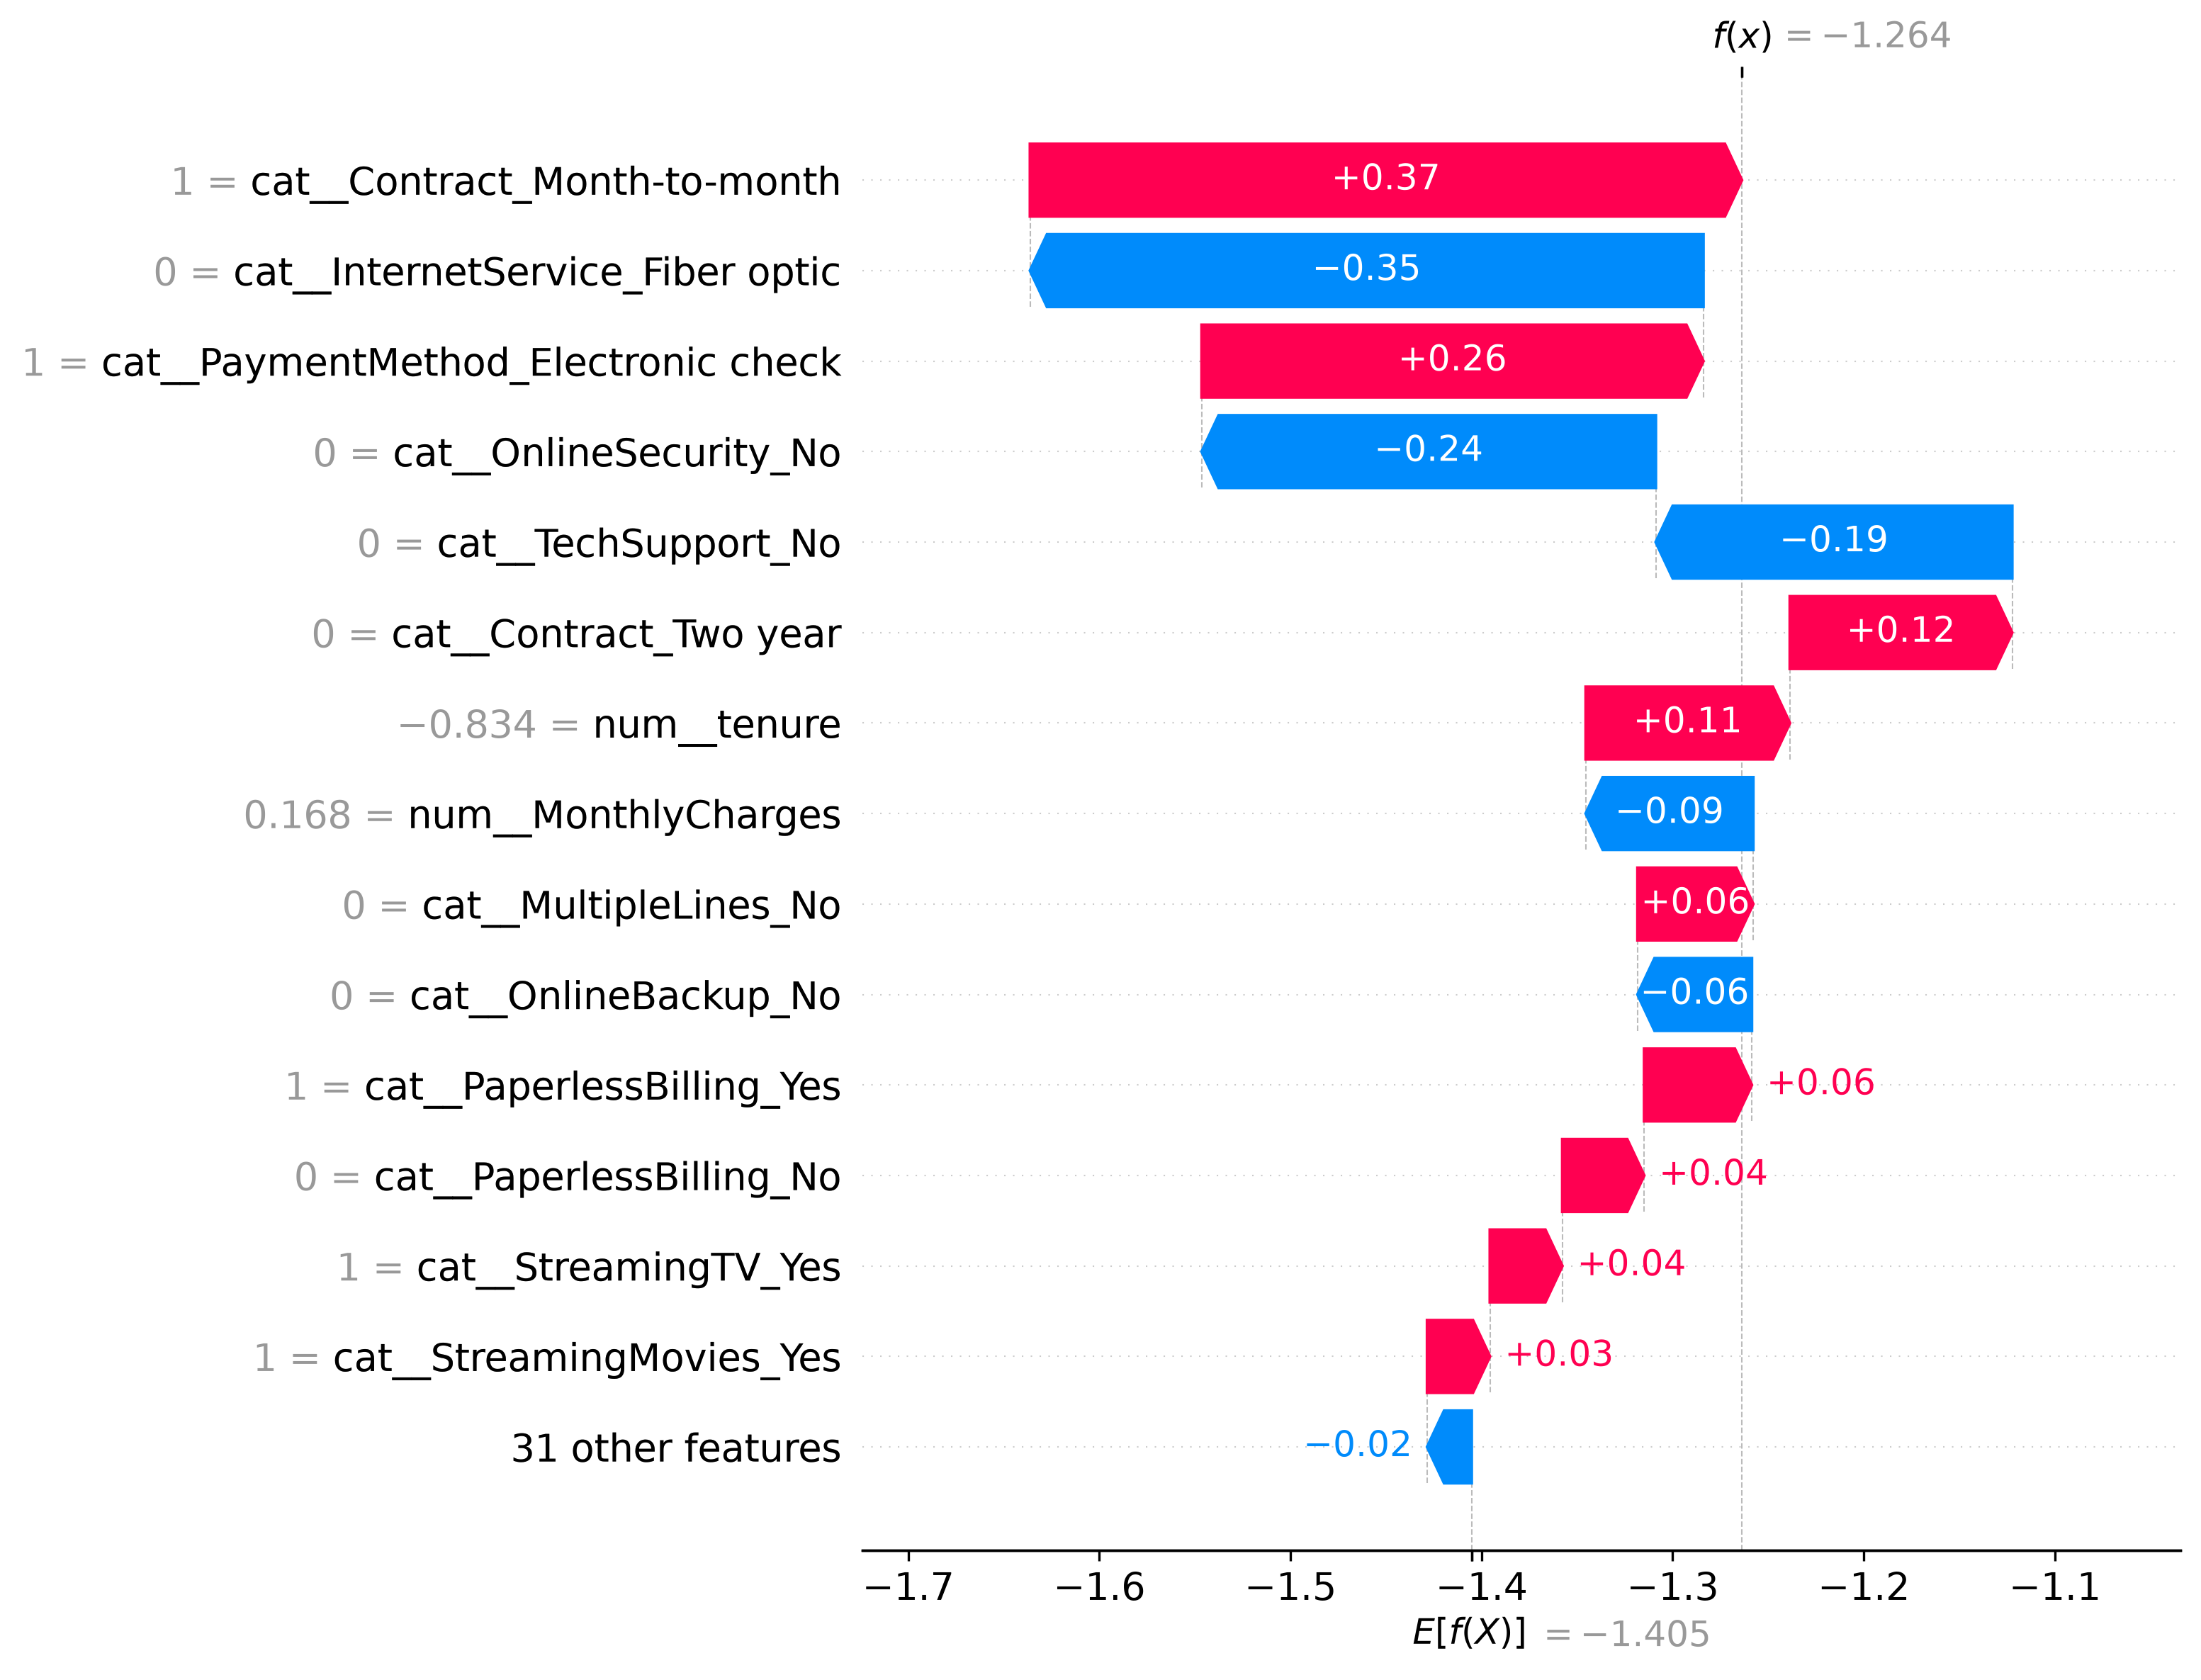 f(x) = −1.264
1 = cat__Contract_Month-to-month +0.37
0 = cat__InternetService_Fiber optic −0.35
1 = cat__PaymentMethod_Electronic check +0.26
0 = cat__OnlineSecurity_No −0.24
0 = cat__TechSupport_No −0.19
0 = cat__Contract_Two year +0.12
−0.834 = num__tenure +0.11
0.168 = num__MonthlyCharges −0.09
0 = cat__MultipleLines_No +0.06
0 = cat__OnlineBackup_No −0.06
1 = cat__PaperlessBilling_Yes +0.06
0 = cat__PaperlessBilling_No +0.04
1 = cat__StreamingTV_Yes +0.04
1 = cat__StreamingMovies_Yes +0.03
31 other features −0.02
−1.7 −1.6 −1.5 −1.4 −1.3 −1.2 −1.1
E[f(X)] = −1.405